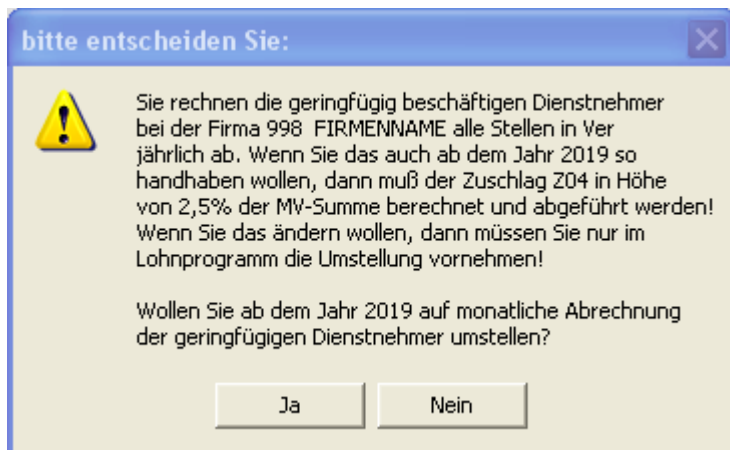 bitte entscheiden Sie:
Sie rechnen die geringfügig beschäftigen Dienstnehmer
bei der Firma 998 FIRMENNAME alle Stellen in Ver
jährlich ab. Wenn Sie das auch ab dem Jahr 2019 so
handhaben wollen, dann muß der Zuschlag Z04 in Höhe
von 2,5% der MV-Summe berechnet und abgeführt werden!
Wenn Sie das ändern wollen, dann müssen Sie nur im
Lohnprogramm die Umstellung vornehmen!
Wollen Sie ab dem Jahr 2019 auf monatliche Abrechnung
der geringfügigen Dienstnehmer umstellen?
Ja
Nein